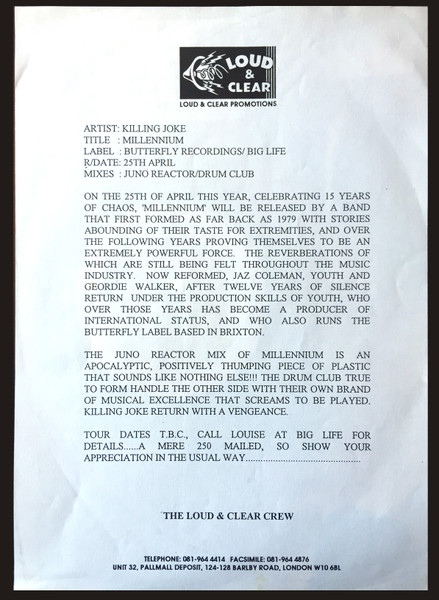 LOUD
&
CLEAR
LOUD & CLEAR PROMOTIONS
ARTIST: KILLING JOKE
TITLE : MILLENNIUM
LABEL : BUTTERFLY RECORDINGS/ BIG LIFE
R/DATE: 25TH APRIL
MIXES : JUNO REACTOR/DRUM CLUB
ON THE 25TH OF APRIL THIS YEAR, CELEBRATING 15 YEARS
OF CHAOS, 'MILLENNIUM' WILL BE RELEASED BY A BAND
THAT FIRST FORMED AS FAR BACK AS 1979 WITH STORIES
ABOUNDING OF THEIR TASTE FOR EXTREMITIES, AND OVER
THE FOLLOWING YEARS PROVING THEMSELVES TO BE AN
EXTREMELY POWERFUL FORCE. THE REVERBERATIONS OF
WHICH ARE STILL BEING FELT THROUGHOUT THE MUSIC
INDUSTRY. NOW REFORMED, JAZ COLEMAN, YOUTH AND
GEORDIE WALKER, AFTER TWELVE YEARS OF SILENCE
RETURN UNDER THE PRODUCTION SKILLS OF YOUTH, WHO
OVER THOSE YEARS HAS BECOME A PRODUCER OF
INTERNATIONAL STATUS, AND WHO ALSO RUNS THE
BUTTERFLY LABEL BASED IN BRIXTON.
THE JUNO REACTOR MIX OF MILLENNIUM IS AN
APOCALYPTIC, POSITIVELY THUMPING PIECE OF PLASTIC
THAT SOUNDS LIKE NOTHING ELSE!!! THE DRUM CLUB TRUE
TO FORM HANDLE THE OTHER SIDE WITH THEIR OWN BRAND
OF MUSICAL EXCELLENCE THAT SCREAMS TO BE PLAYED.
KILLING JOKE RETURN WITH A VENGEANCE.
TOUR DATES T.B.C., CALL LOUISE AT BIG LIFE FOR
DETAILS......A MERE 250 MAILED, SO SHOW YOUR
APPRECIATION IN THE USUAL WAY..............................................
THE LOUD & CLEAR CREW
TELEPHONE: 081-964 4414 FACSIMILE: 081-964 4876
UNIT 32, PALLMALL DEPOSIT, 124-128 BARLBY ROAD, LONDON W10 6BL